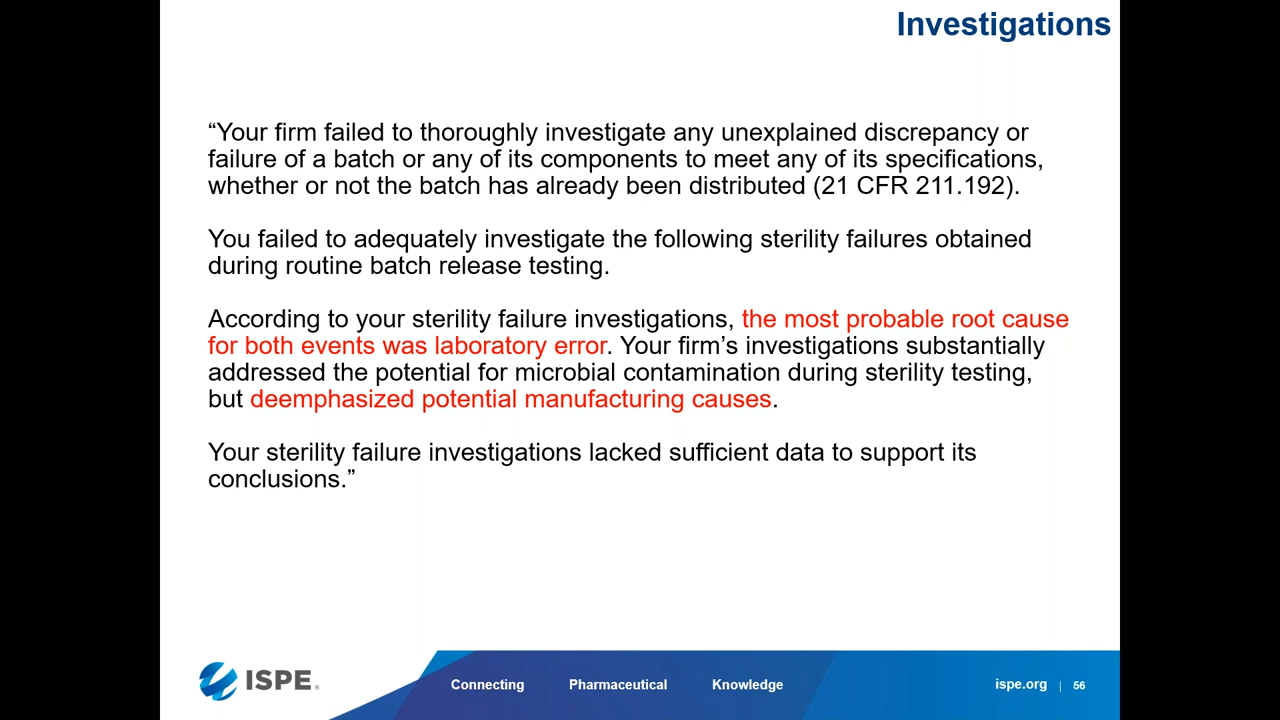 Investigations
“Your firm failed to thoroughly investigate any unexplained discrepancy or
failure of a batch or any of its components to meet any of its specifications,
whether or not the batch has already been distributed (21 CFR 211.192).
You failed to adequately investigate the following sterility failures obtained
during routine batch release testing.
According to your sterility failure investigations, the most probable root cause
for both events was laboratory error. Your firm’s investigations substantially
addressed the potential for microbial contamination during sterility testing,
but deemphasized potential manufacturing causes.
Your sterility failure investigations lacked sufficient data to support its
conclusions.”
ISPE®
Connecting Pharmaceutical Knowledge
ispe.org | 56